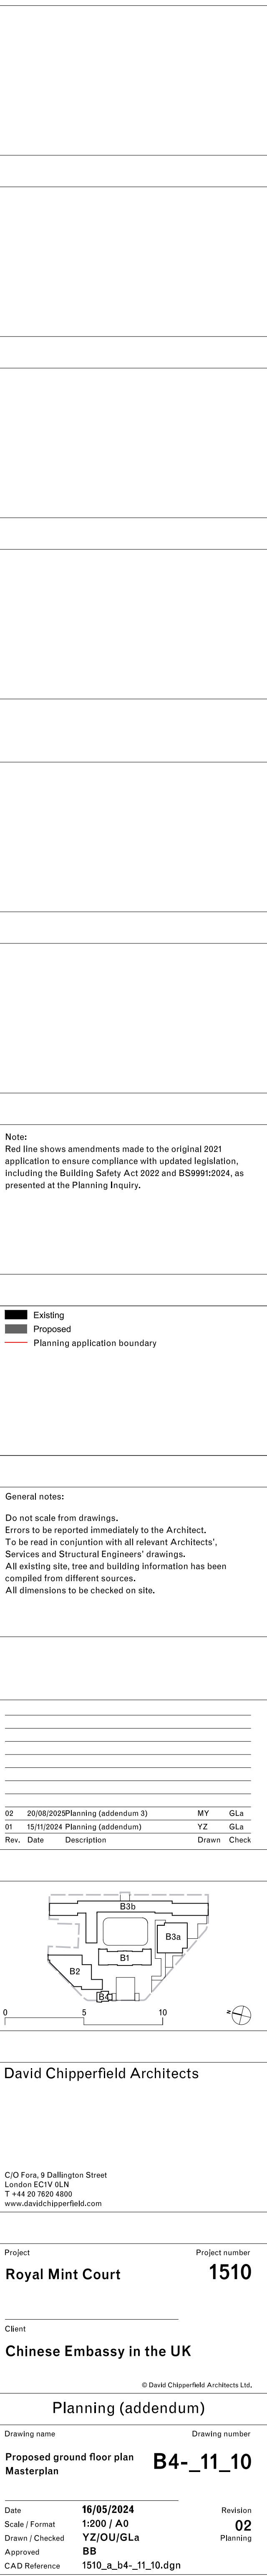 Note:
Red line shows amendments made to the original 2021
application to ensure compliance with updated legislation,
including the Building Safety Act 2022 and BS9991:2024, as
presented at the Planning Inquiry.
Existing
Proposed
Planning application boundary
General notes:
Do not scale from drawings.
Errors to be reported immediately to the Architect.
To be read in conjuntion with all relevant Architects',
Services and Structural Engineers' drawings.
All existing site, tree and building information has been
compiled from different sources.
All dimensions to be checked on site.
02 20/08/2025 Planning (addendum 3) MY GLa
01 15/11/2024 Planning (addendum) YZ GLa
Rev. Date Description Drawn Check
B3b
B3a
B1
B2
B4
0 5 10
N
David Chipperfield Architects
C/O Fora, 9 Dallington Street
London EC1V 0LN
T +44 20 7620 4800
www.davidchipperfield.com
Project Project number
Royal Mint Court 1510
Client
Chinese Embassy in the UK
© David Chipperfield Architects Ltd.
Planning (addendum)
Drawing name Drawing number
Proposed ground floor plan B4-_11_10
Masterplan
Date 16/05/2024 Revision
Scale / Format 1:200 / A0 02
Drawn / Checked YZ/OU/GLa Planning
Approved BB
CAD Reference 1510_a_b4-_11_10.dgn